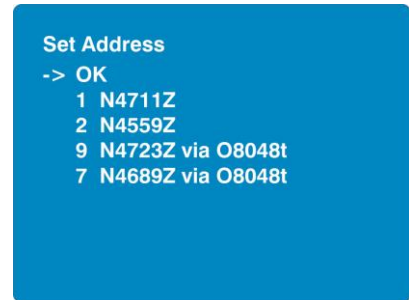 Set Address
-> OK
1 N4711Z
2 N4559Z
9 N4723Z via O8048t
7 N4689Z via O8048t